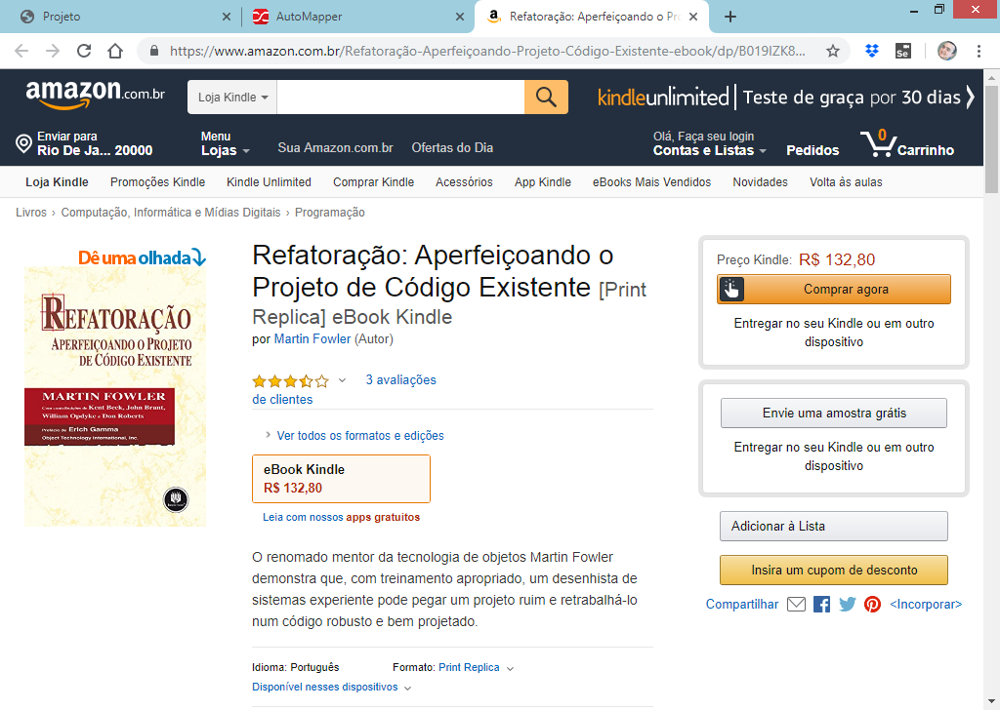 Projeto
AutoMapper
Refatoração: Aperfeiçoando o Pr
https://www.amazon.com.br/Refatoração-Aperfeiçoando-Projeto-Código-Existente-ebook/dp/B019IZK8...
Se
amazon.com.br
Loja Kindle
kindleunlimited | Teste de graça por 30 dias
Enviar para
Rio De Ja... 20000
Menu
Lojas
Sua Amazon.com.br
Ofertas do Dia
Olá, Faça seu login
Contas e Listas
Pedidos
0
Carrinho
Loja Kindle
Promoções Kindle
Kindle Unlimited
Comprar Kindle
Acessórios
App Kindle
eBooks Mais Vendidos
Novidades
Volta às aulas
Livros › Computação, Informática e Mídias Digitais › Programação
Dê uma olhada
REFATORAÇÃO
APERFEIÇOANDO O PROJETO
DE CÓDIGO EXISTENTE
MARTIN FOWLER
Com contribuições de Kent Beck, John Brant,
William Opdyke e Don Roberts
Prefácio de Erich Gamma
Object Technology International, Inc.
Refatoração: Aperfeiçoando o
Projeto de Código Existente [Print
Replica] eBook Kindle
por Martin Fowler (Autor)
3 avaliações
de clientes
› Ver todos os formatos e edições
eBook Kindle
R$ 132,80
Leia com nossos apps gratuitos
O renomado mentor da tecnologia de objetos Martin Fowler
demonstra que, com treinamento apropriado, um desenhista de
sistemas experiente pode pegar um projeto ruim e retrabalhá-lo
num código robusto e bem projetado.
Idioma: Português
Formato: Print Replica
Disponível nesses dispositivos
Preço Kindle: R$ 132,80
Comprar agora
Entregar no seu Kindle ou em outro
dispositivo
Envie uma amostra grátis
Entregar no seu Kindle ou em outro
dispositivo
Adicionar à Lista
Insira um cupom de desconto
Compartilhar
<Incorporar>